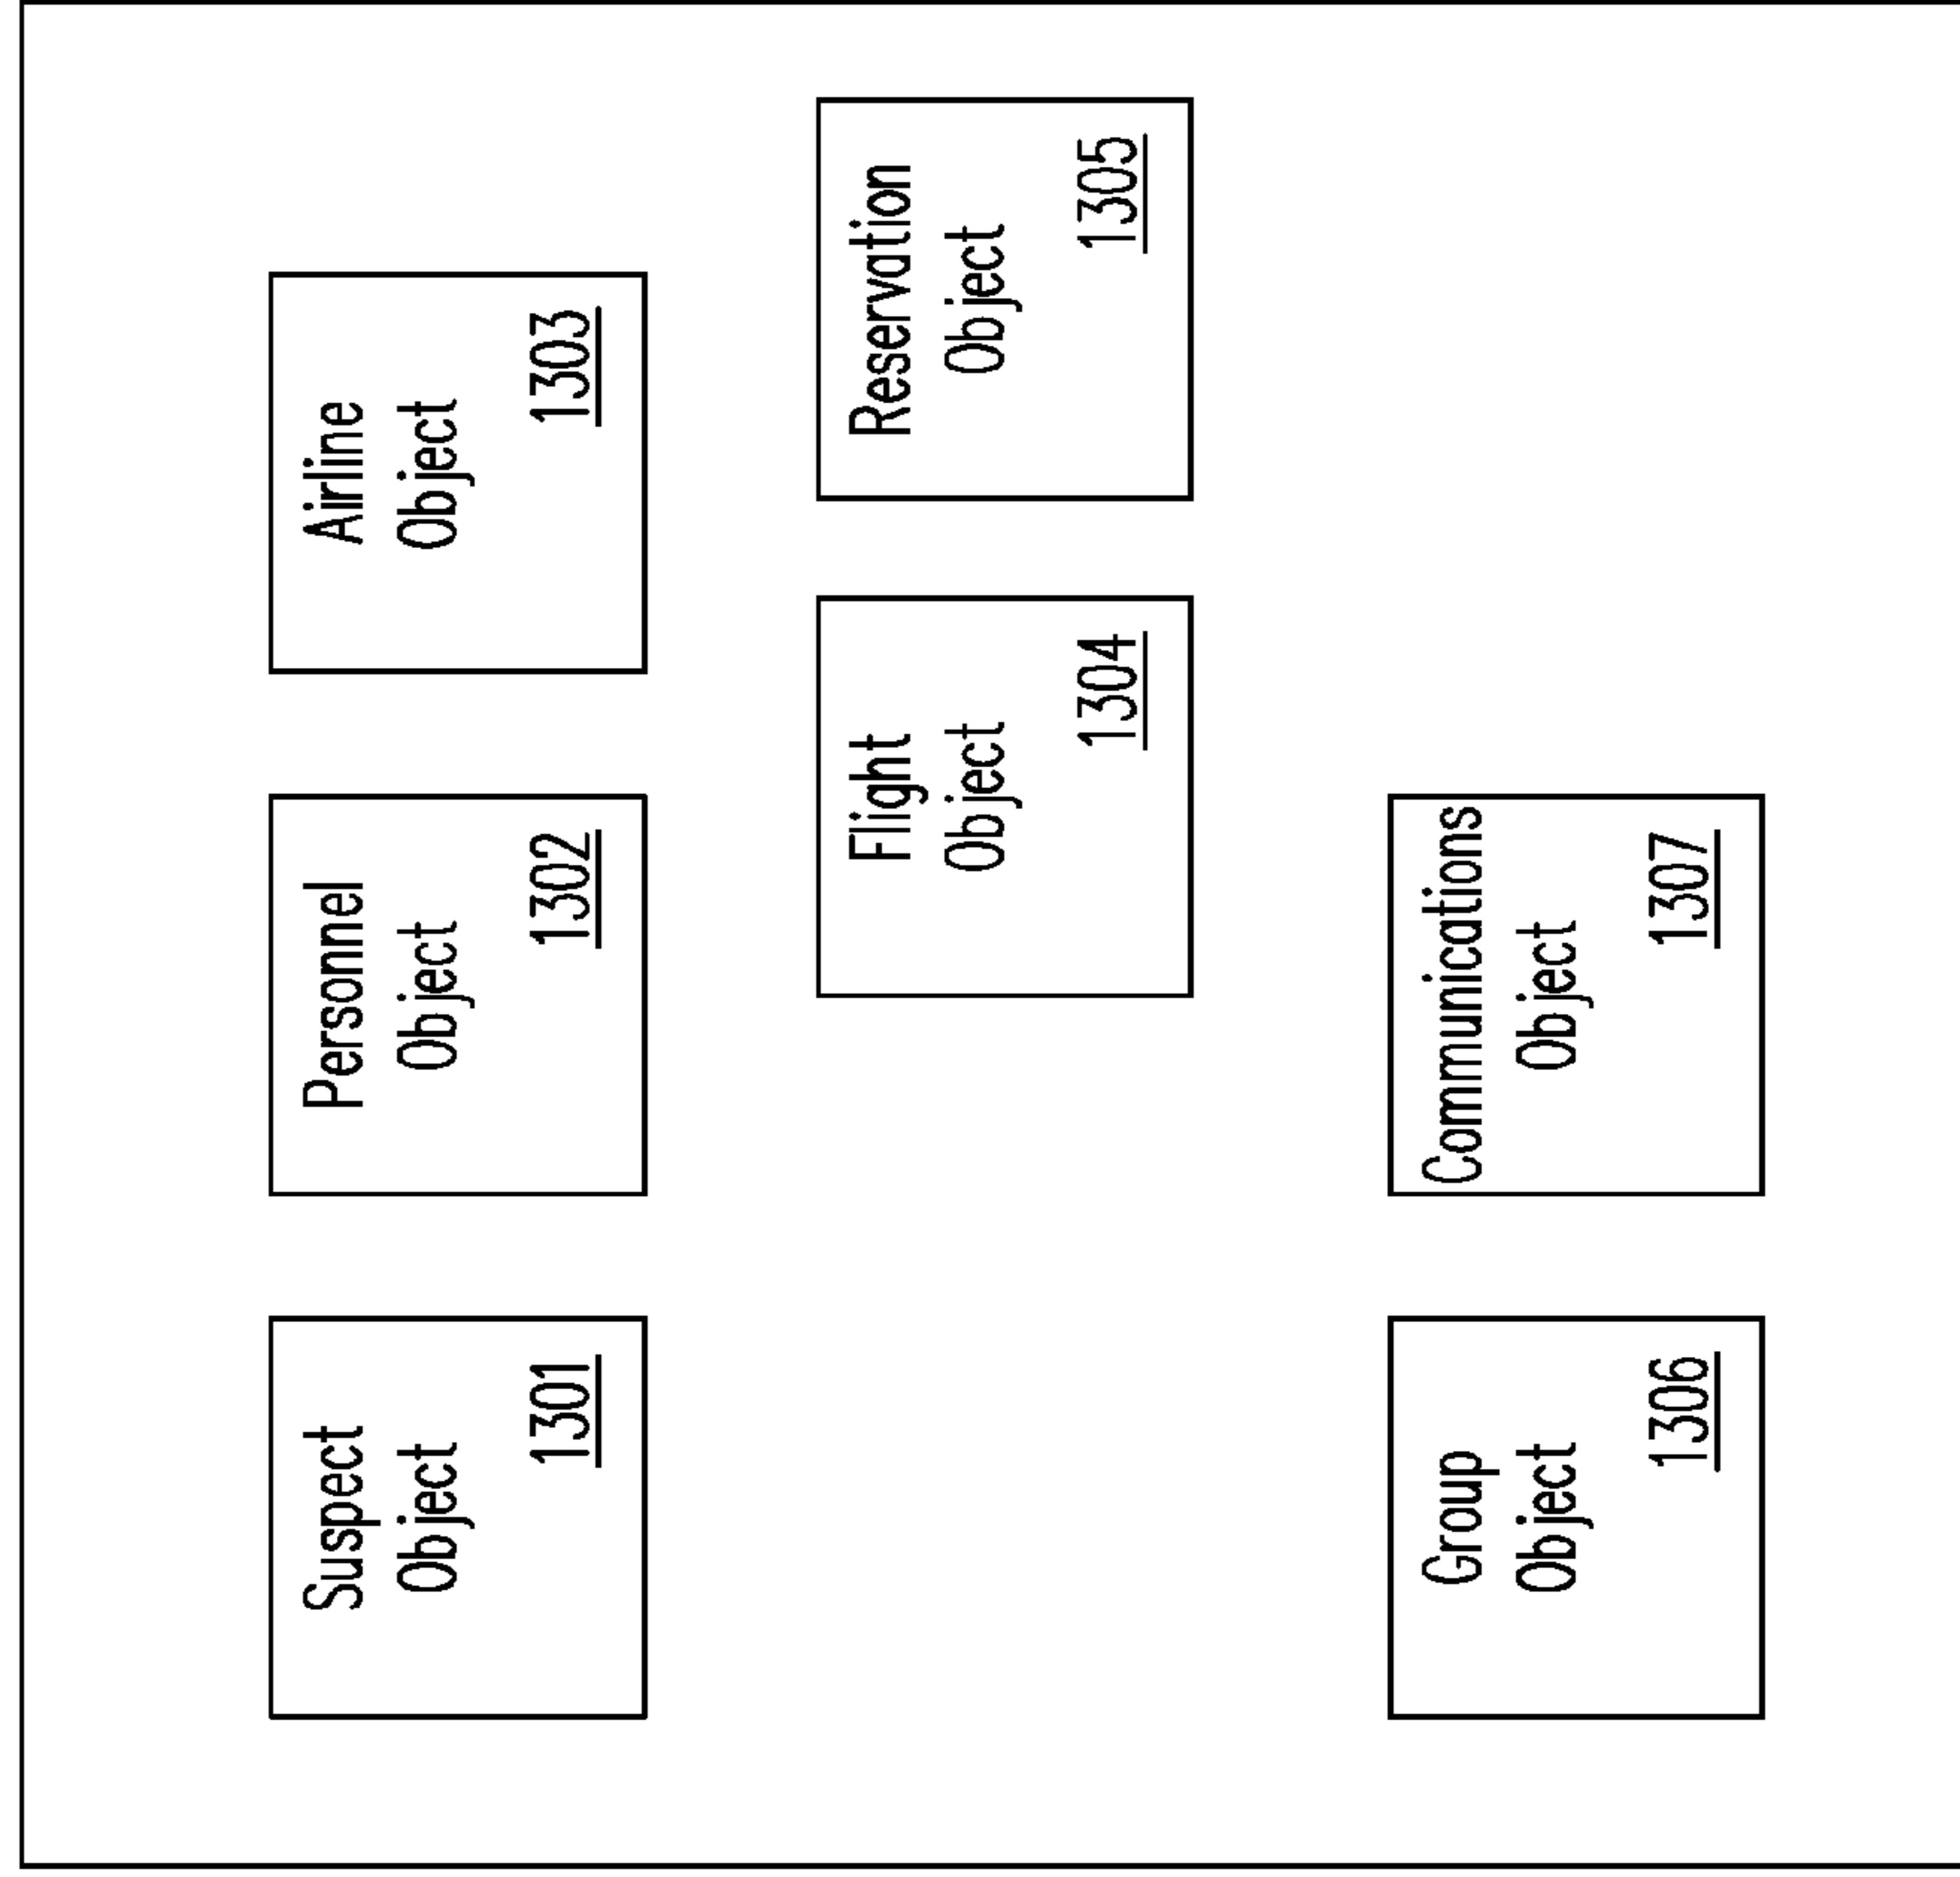 Suspect
Object
1301
Personnel
Object
1302
Airline
Object
1303
Flight
Object
1304
Reservation
Object
1305
Group
Object
1306
Communications
Object
1307